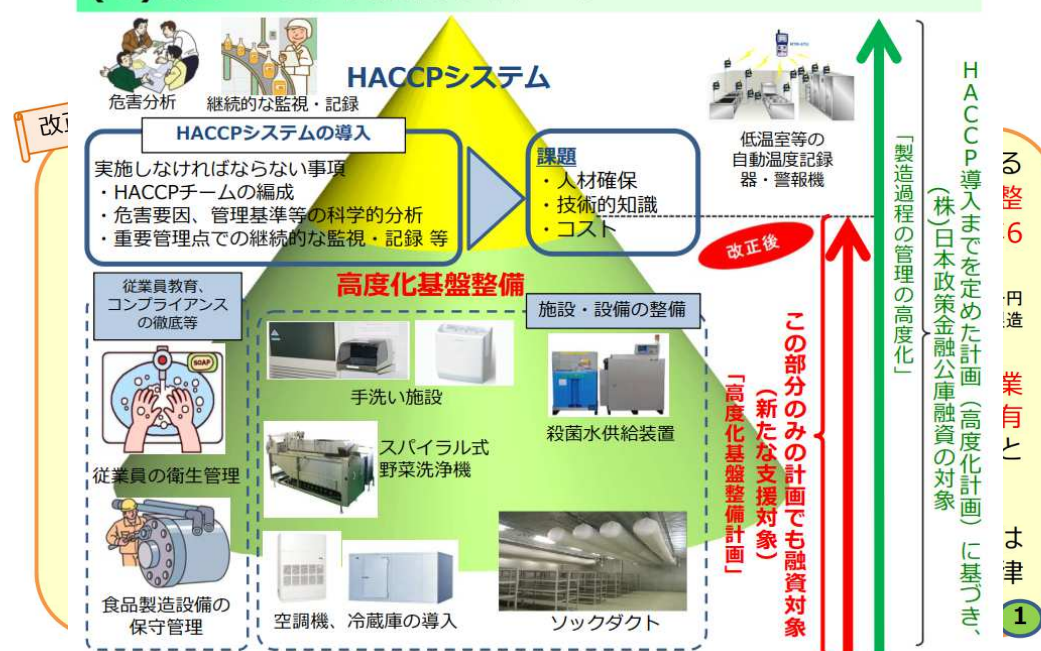 HACCPシステム
危害分析
継続的な監視・記録
改正
HACCPシステムの導入
実施しなければならない事項
・HACCPチームの編成
・危害要因、管理基準等の科学的分析
・重要管理点での継続的な監視・記録 等
課題
・人材確保
・技術的知識
・コスト
低温室等の
自動温度記録
器・警報機
改正後
高度化基盤整備
従業員教育、
コンプライアンス
の徹底等
SOAP
従業員の衛生管理
食品製造設備の
保守管理
施設・設備の整備
手洗い施設
殺菌水供給装置
スパイラル式
野菜洗浄機
空調機、冷蔵庫の導入
ソックダクト
この部分のみの計画でも融資対象
(新たな支援対象)
「高度化基盤整備計画」
「製造過程の管理の高度化」
HACCP導入までを定めた計画(高度化計画)に基づき、
(株)日本政策金融公庫融資の対象
る
整
6
円
造
業
有
と
は
律
1